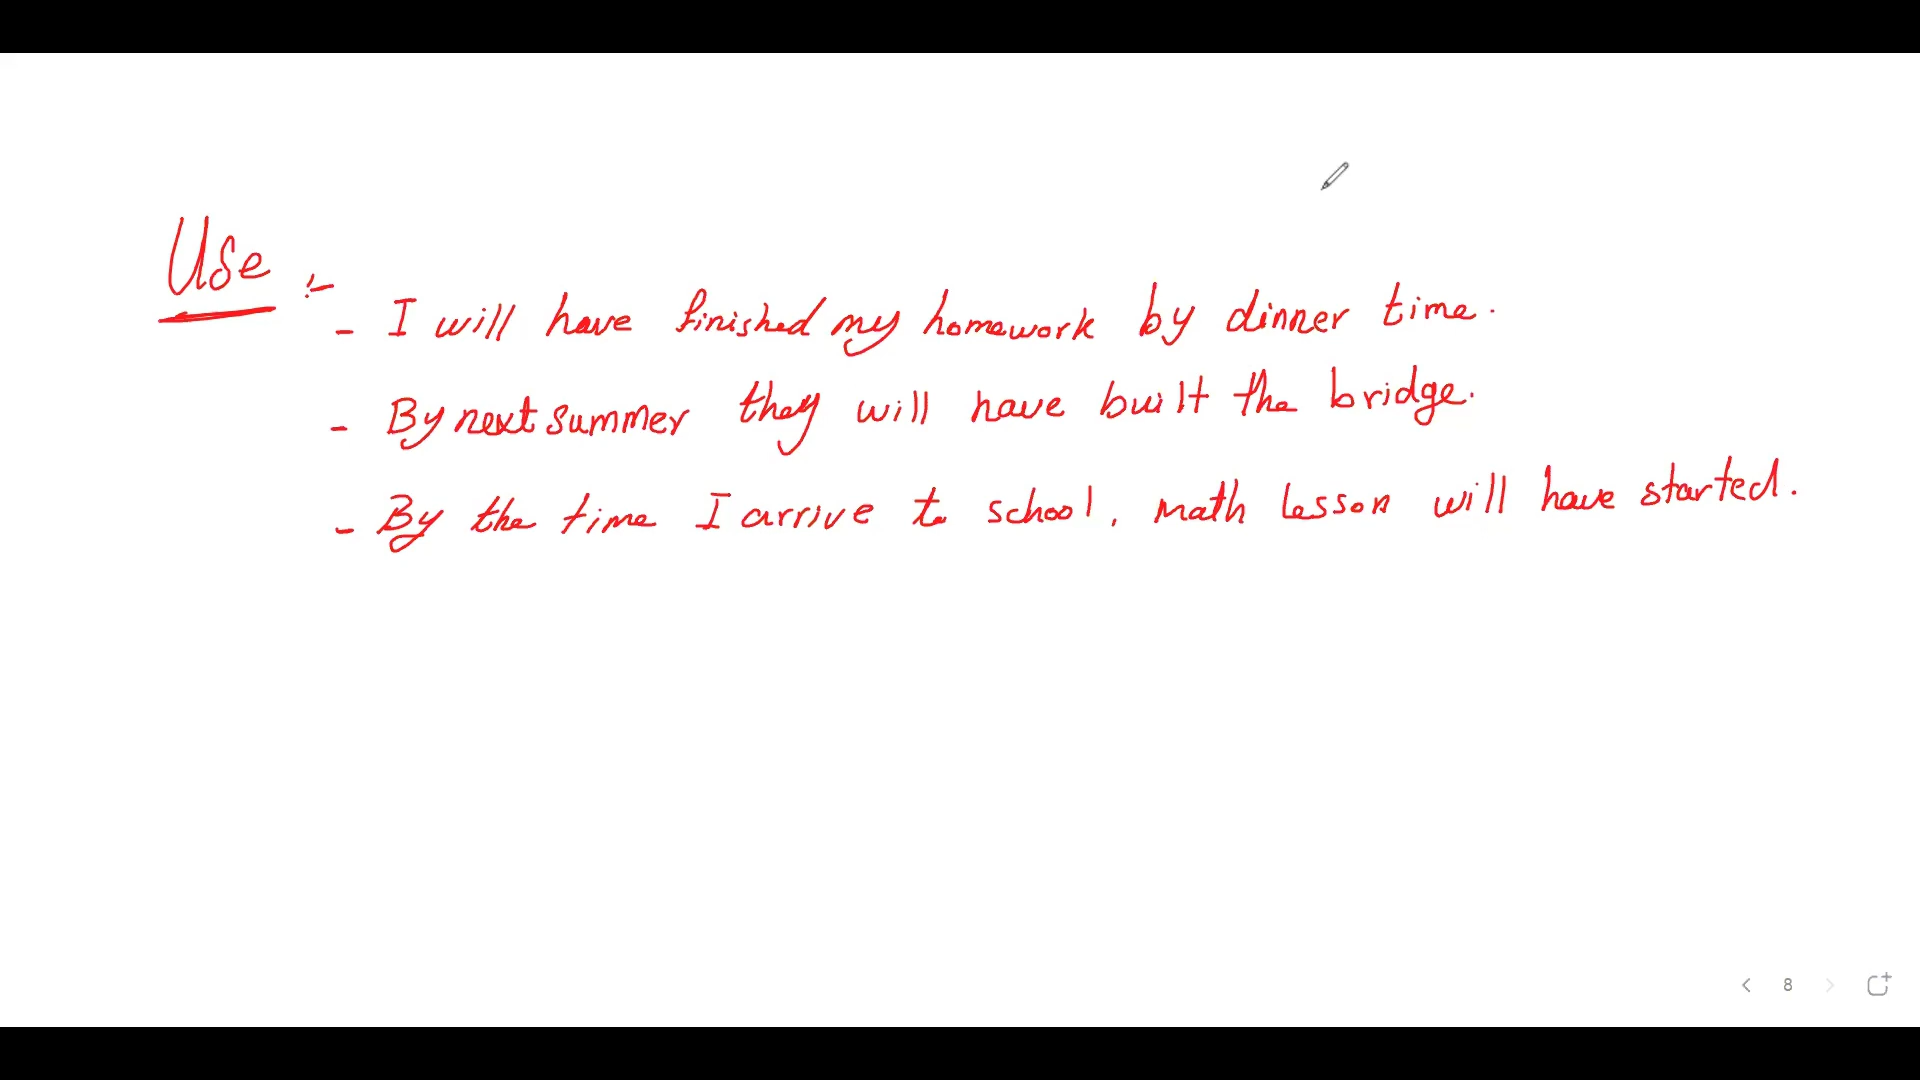 Use :-
- I will have finished my homework by dinner time.
- By next summer they will have built the bridge.
- By the time I arrive to school, math lesson will have started.
8